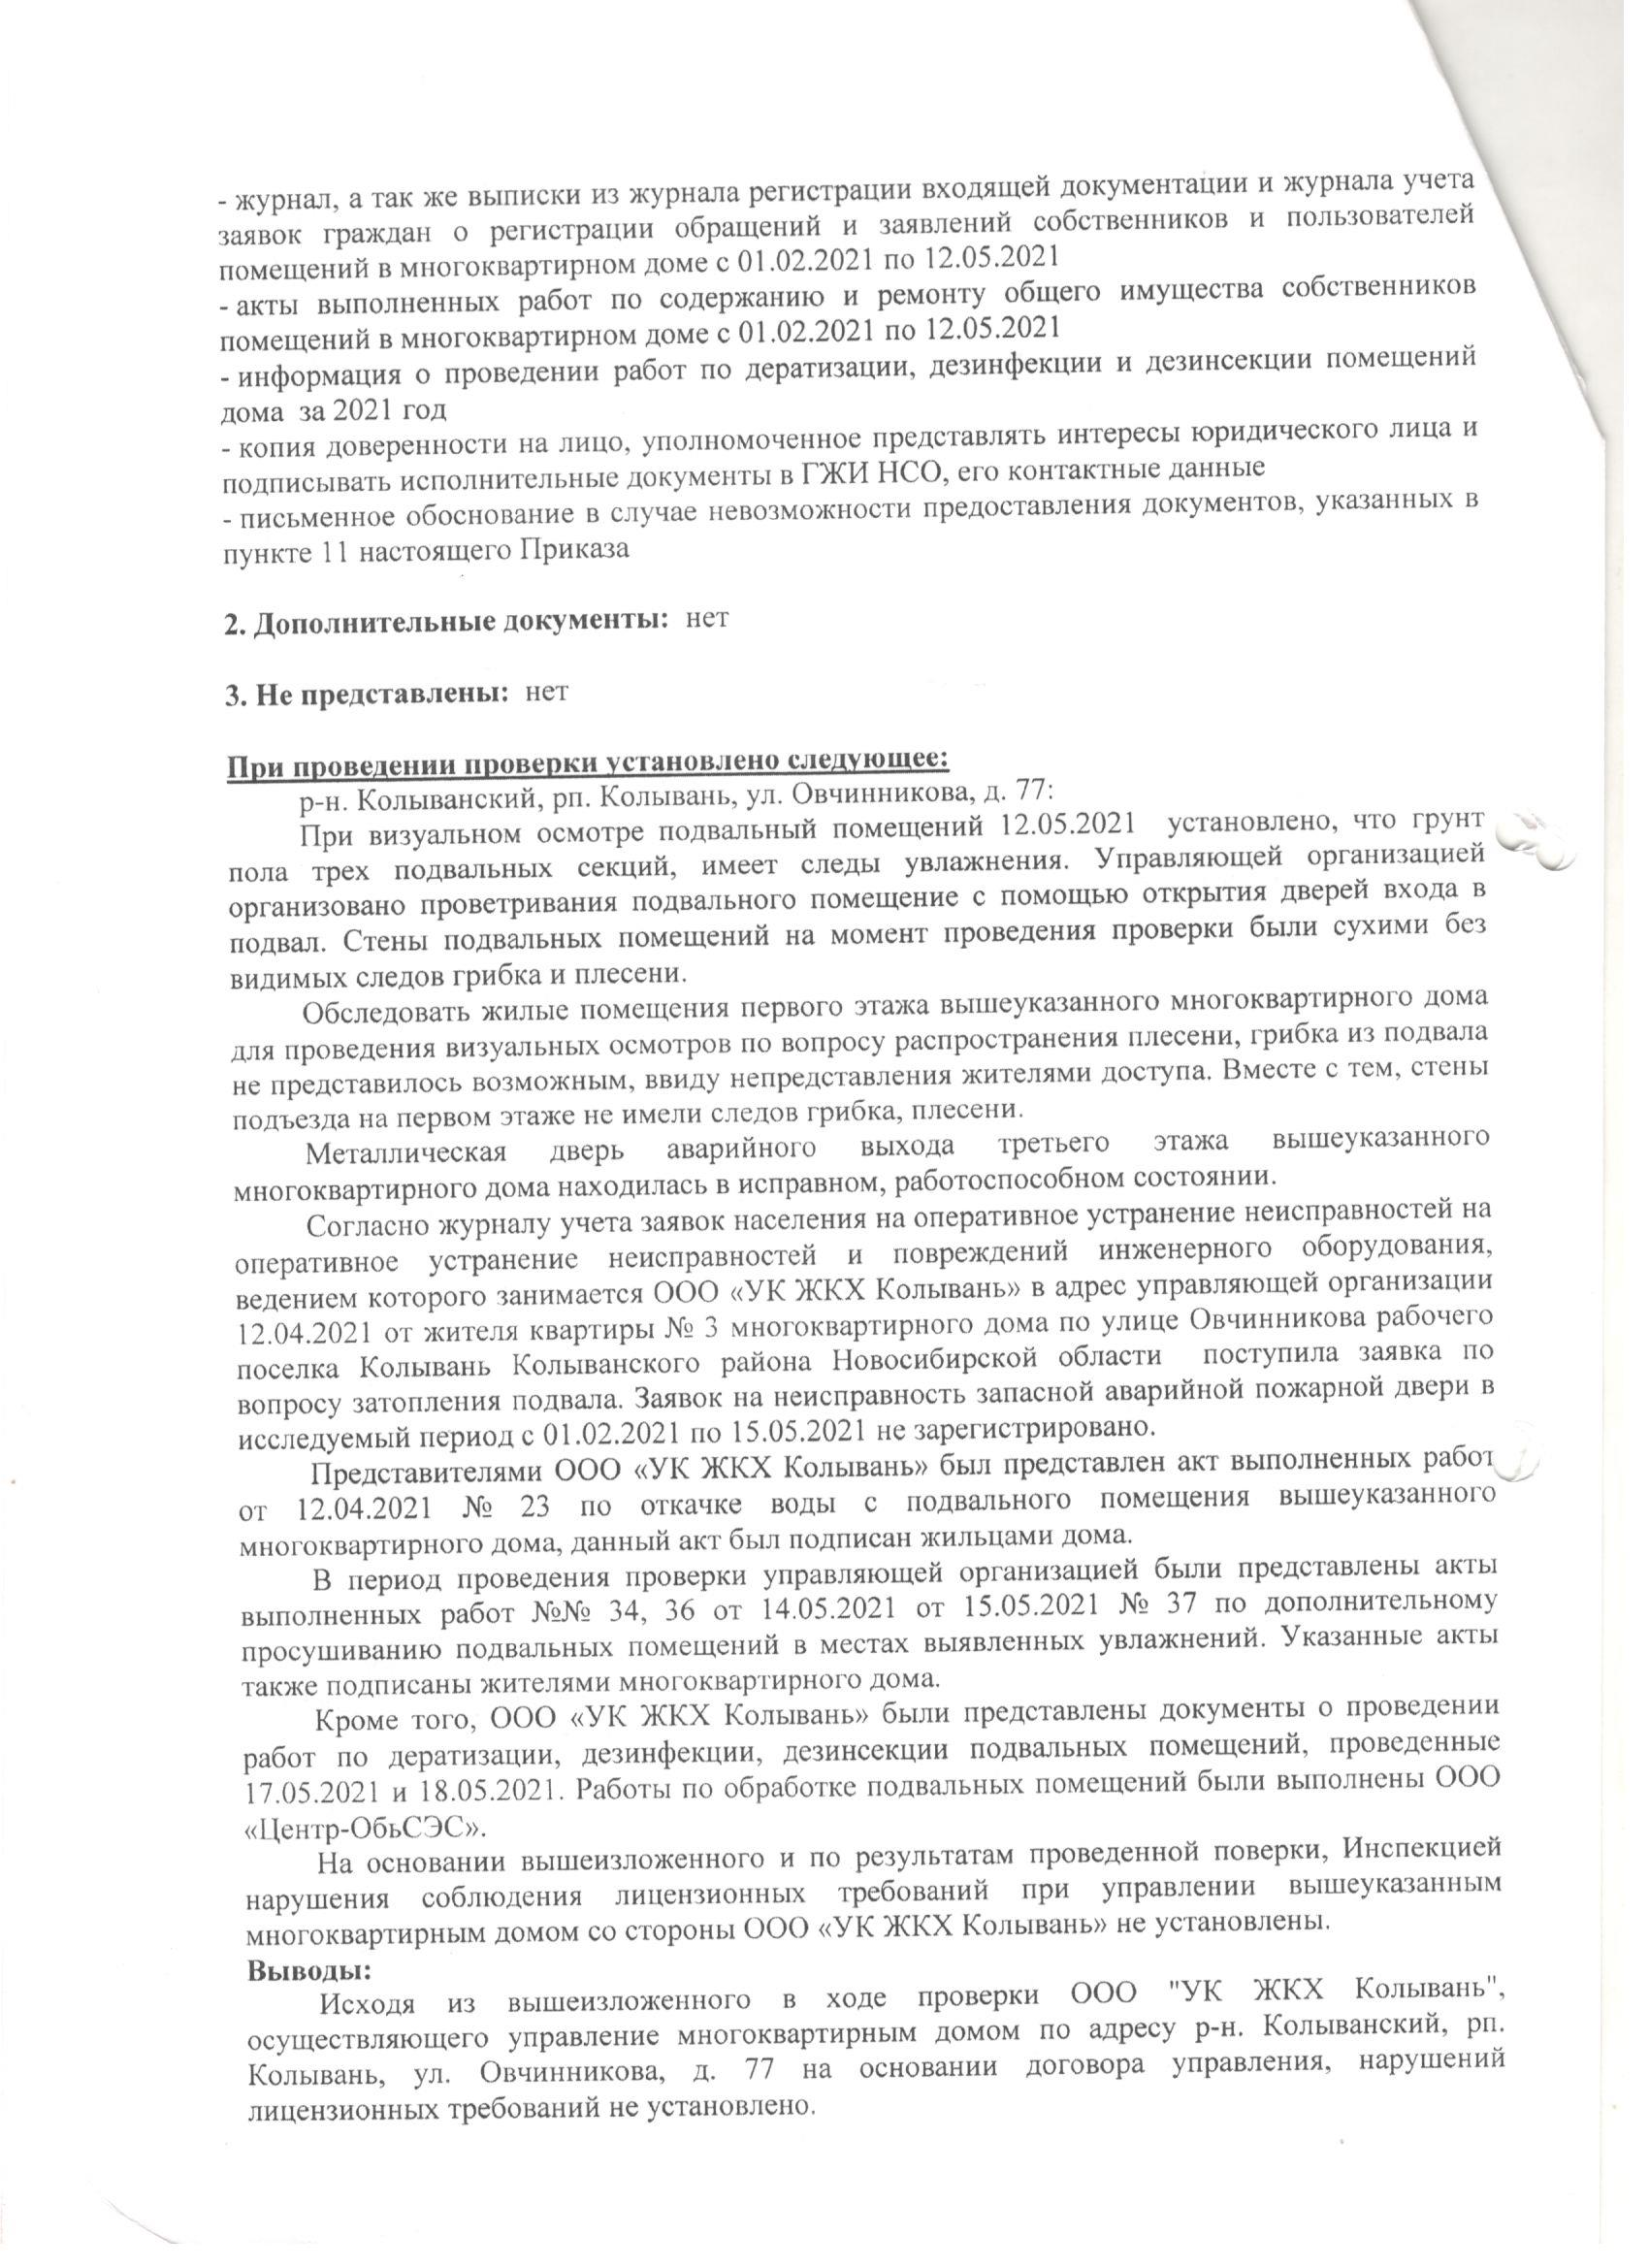 - журнал, а так же выписки из журнала регистрации входящей документации и журнала учета
заявок граждан о регистрации обращений и заявлений собственников и пользователей
помещений в многоквартирном доме с 01.02.2021 по 12.05.2021
- акты выполненных работ по содержанию и ремонту общего имущества собственников
помещений в многоквартирном доме с 01.02.2021 по 12.05.2021
- информация о проведении работ по дератизации, дезинфекции и дезинсекции помещений
дома за 2021 год
- копия доверенности на лицо, уполномоченное представлять интересы юридического лица и
подписывать исполнительные документы в ГЖИ НСО, его контактные данные
- письменное обоснование в случае невозможности предоставления документов, указанных в
пункте 11 настоящего Приказа
2. Дополнительные документы: нет
3. Не представлены: нет
При проведении проверки установлено следующее:
р-н. Колыванский, рп. Колывань, ул. Овчинникова, д. 77:
При визуальном осмотре подвальный помещений 12.05.2021 установлено, что грунт
пола трех подвальных секций, имеет следы увлажнения. Управляющей организацией
организовано проветривания подвального помещение с помощью открытия дверей входа в
подвал. Стены подвальных помещений на момент проведения проверки были сухими без
видимых следов грибка и плесени.
Обследовать жилые помещения первого этажа вышеуказанного многоквартирного дома
для проведения визуальных осмотров по вопросу распространения плесени, грибка из подвала
не представилось возможным, ввиду непредставления жителями доступа. Вместе с тем, стены
подъезда на первом этаже не имели следов грибка, плесени.
Металлическая дверь аварийного выхода третьего этажа вышеуказанного
многоквартирного дома находилась в исправном, работоспособном состоянии.
Согласно журналу учета заявок населения на оперативное устранение неисправностей на
оперативное устранение неисправностей и повреждений инженерного оборудования,
ведением которого занимается ООО «УК ЖКХ Колывань» в адрес управляющей организации
12.04.2021 от жителя квартиры № 3 многоквартирного дома по улице Овчинникова рабочего
поселка Колывань Колыванского района Новосибирской области поступила заявка по
вопросу затопления подвала. Заявок на неисправность запасной аварийной пожарной двери в
исследуемый период с 01.02.2021 по 15.05.2021 не зарегистрировано.
Представителями ООО «УК ЖКХ Колывань» был представлен акт выполненных работ
от 12.04.2021 № 23 по откачке воды с подвального помещения вышеуказанного
многоквартирного дома, данный акт был подписан жильцами дома.
В период проведения проверки управляющей организацией были представлены акты
выполненных работ №№ 34, 36 от 14.05.2021 от 15.05.2021 № 37 по дополнительному
просушиванию подвальных помещений в местах выявленных увлажнений. Указанные акты
также подписаны жителями многоквартирного дома.
Кроме того, ООО «УК ЖКХ Колывань» были представлены документы о проведении
работ по дератизации, дезинфекции, дезинсекции подвальных помещений, проведенные
17.05.2021 и 18.05.2021. Работы по обработке подвальных помещений были выполнены ООО
«Центр-ОбьСЭС».
На основании вышеизложенного и по результатам проведенной поверки, Инспекцией
нарушения соблюдения лицензионных требований при управлении вышеуказанным
многоквартирным домом со стороны ООО «УК ЖКХ Колывань» не установлены.
Выводы:
Исходя из вышеизложенного в ходе проверки ООО "УК ЖКХ Колывань",
осуществляющего управление многоквартирным домом по адресу р-н. Колыванский, рп.
Колывань, ул. Овчинникова, д. 77 на основании договора управления, нарушений
лицензионных требований не установлено.